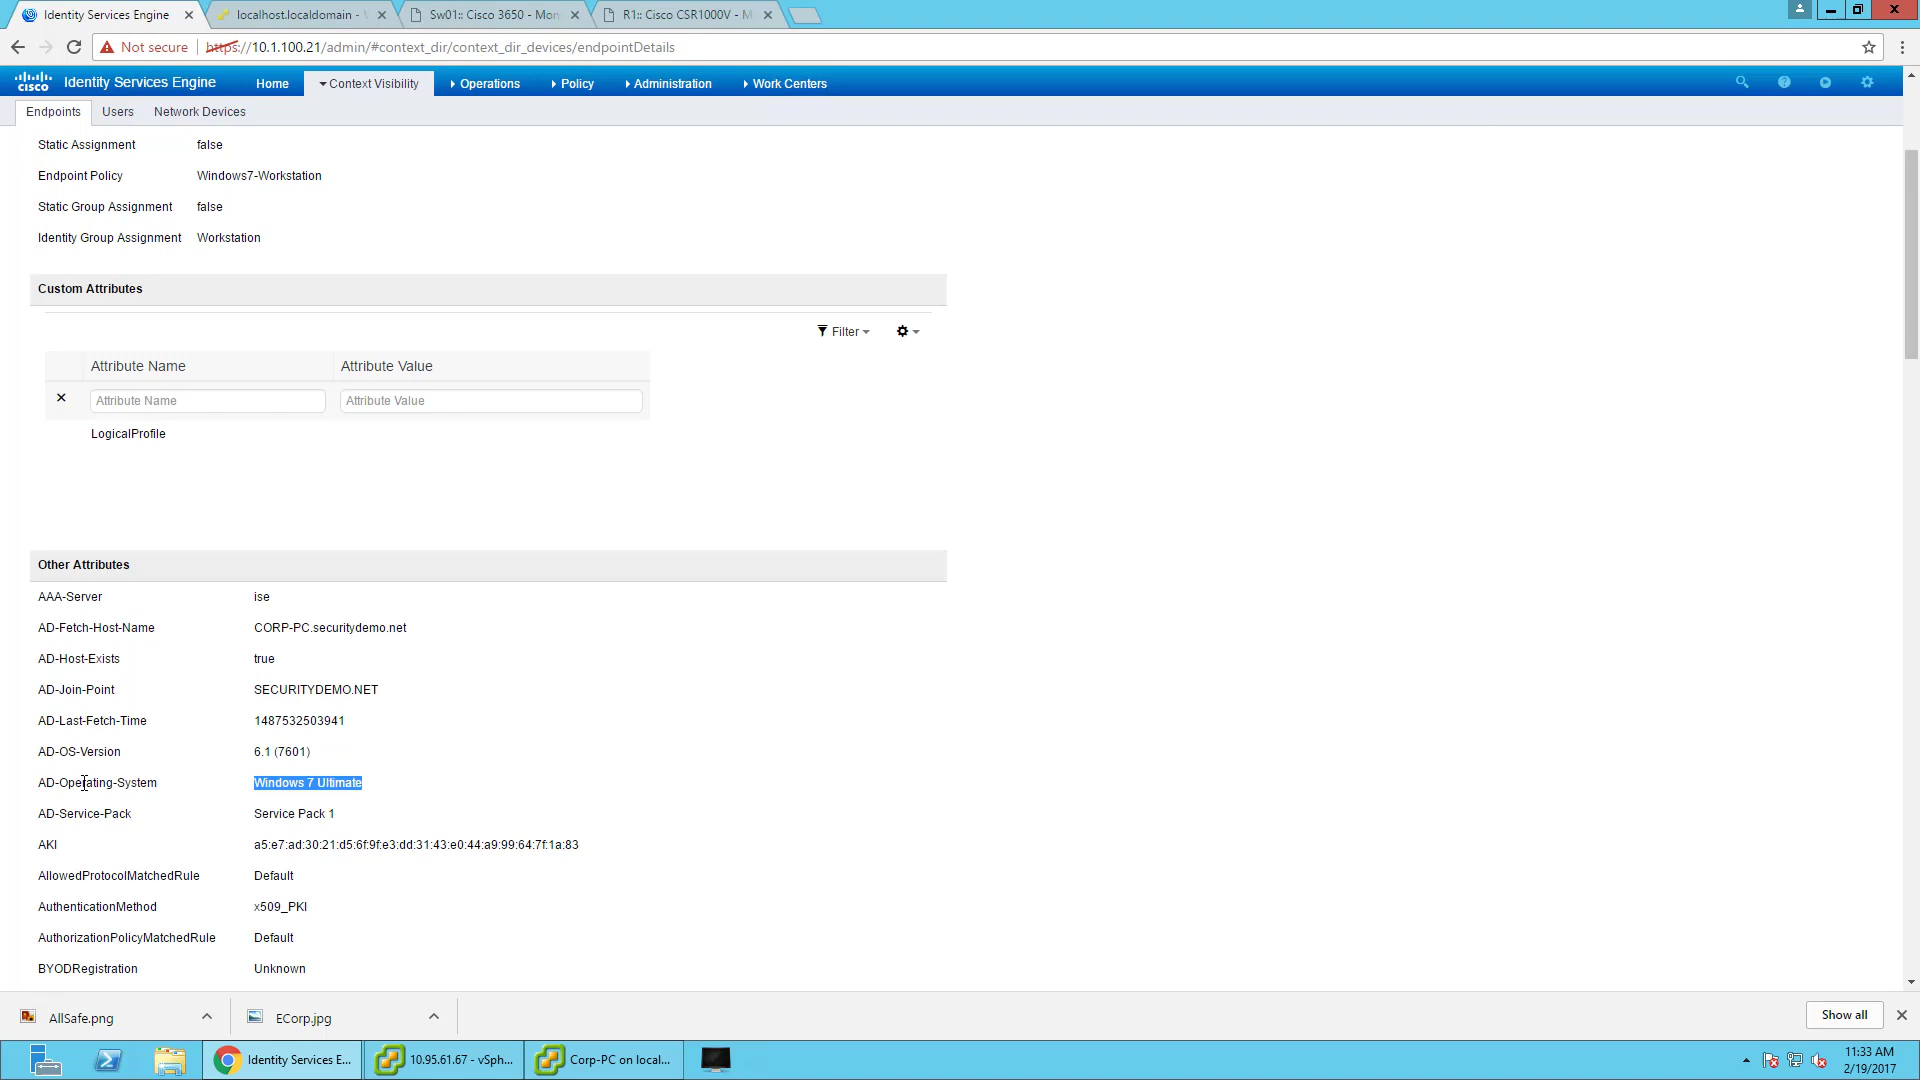 Identity Services Engine
localhost.localdomain -
Sw01:: Cisco 3650 - Mon
R1:: Cisco CSR1000V - M
Not secure
https://10.1.100.21/admin/#context_dir/context_dir_devices/endpointDetails
cisco Identity Services Engine Home Context Visibility Operations Policy Administration Work Centers
Endpoints Users Network Devices
Static Assignment false
Endpoint Policy Windows7-Workstation
Static Group Assignment false
Identity Group Assignment Workstation
Custom Attributes
Filter
Attribute Name Attribute Value
Attribute Name Attribute Value
LogicalProfile
Other Attributes
AAA-Server ise
AD-Fetch-Host-Name CORP-PC.securitydemo.net
AD-Host-Exists true
AD-Join-Point SECURITYDEMO.NET
AD-Last-Fetch-Time 1487532503941
AD-OS-Version 6.1 (7601)
AD-Operating-System Windows 7 Ultimate
AD-Service-Pack Service Pack 1
AKI a5:e7:ad:30:21:d5:6f:9f:e3:dd:31:43:e0:44:a9:99:64:7f:1a:83
AllowedProtocolMatchedRule Default
AuthenticationMethod x509_PKI
AuthorizationPolicyMatchedRule Default
BYODRegistration Unknown
AllSafe.png ECorp.jpg Show all
Identity Services E... 10.95.61.67 - vSph... Corp-PC on local... 11:33 AM
2/19/2017